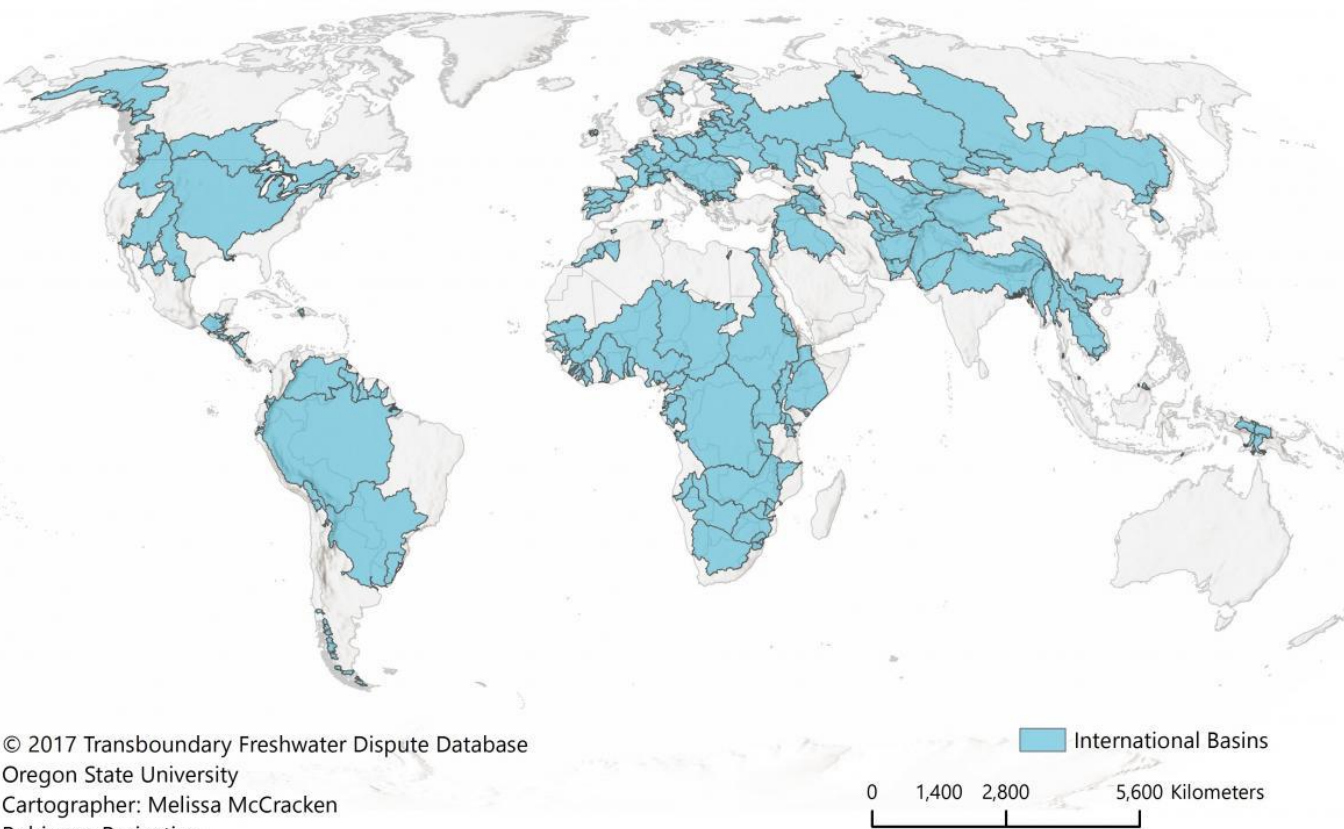 © 2017 Transboundary Freshwater Dispute Database
Oregon State University
Cartographer: Melissa McCracken
International Basins
0 1,400 2,800 5,600 Kilometers